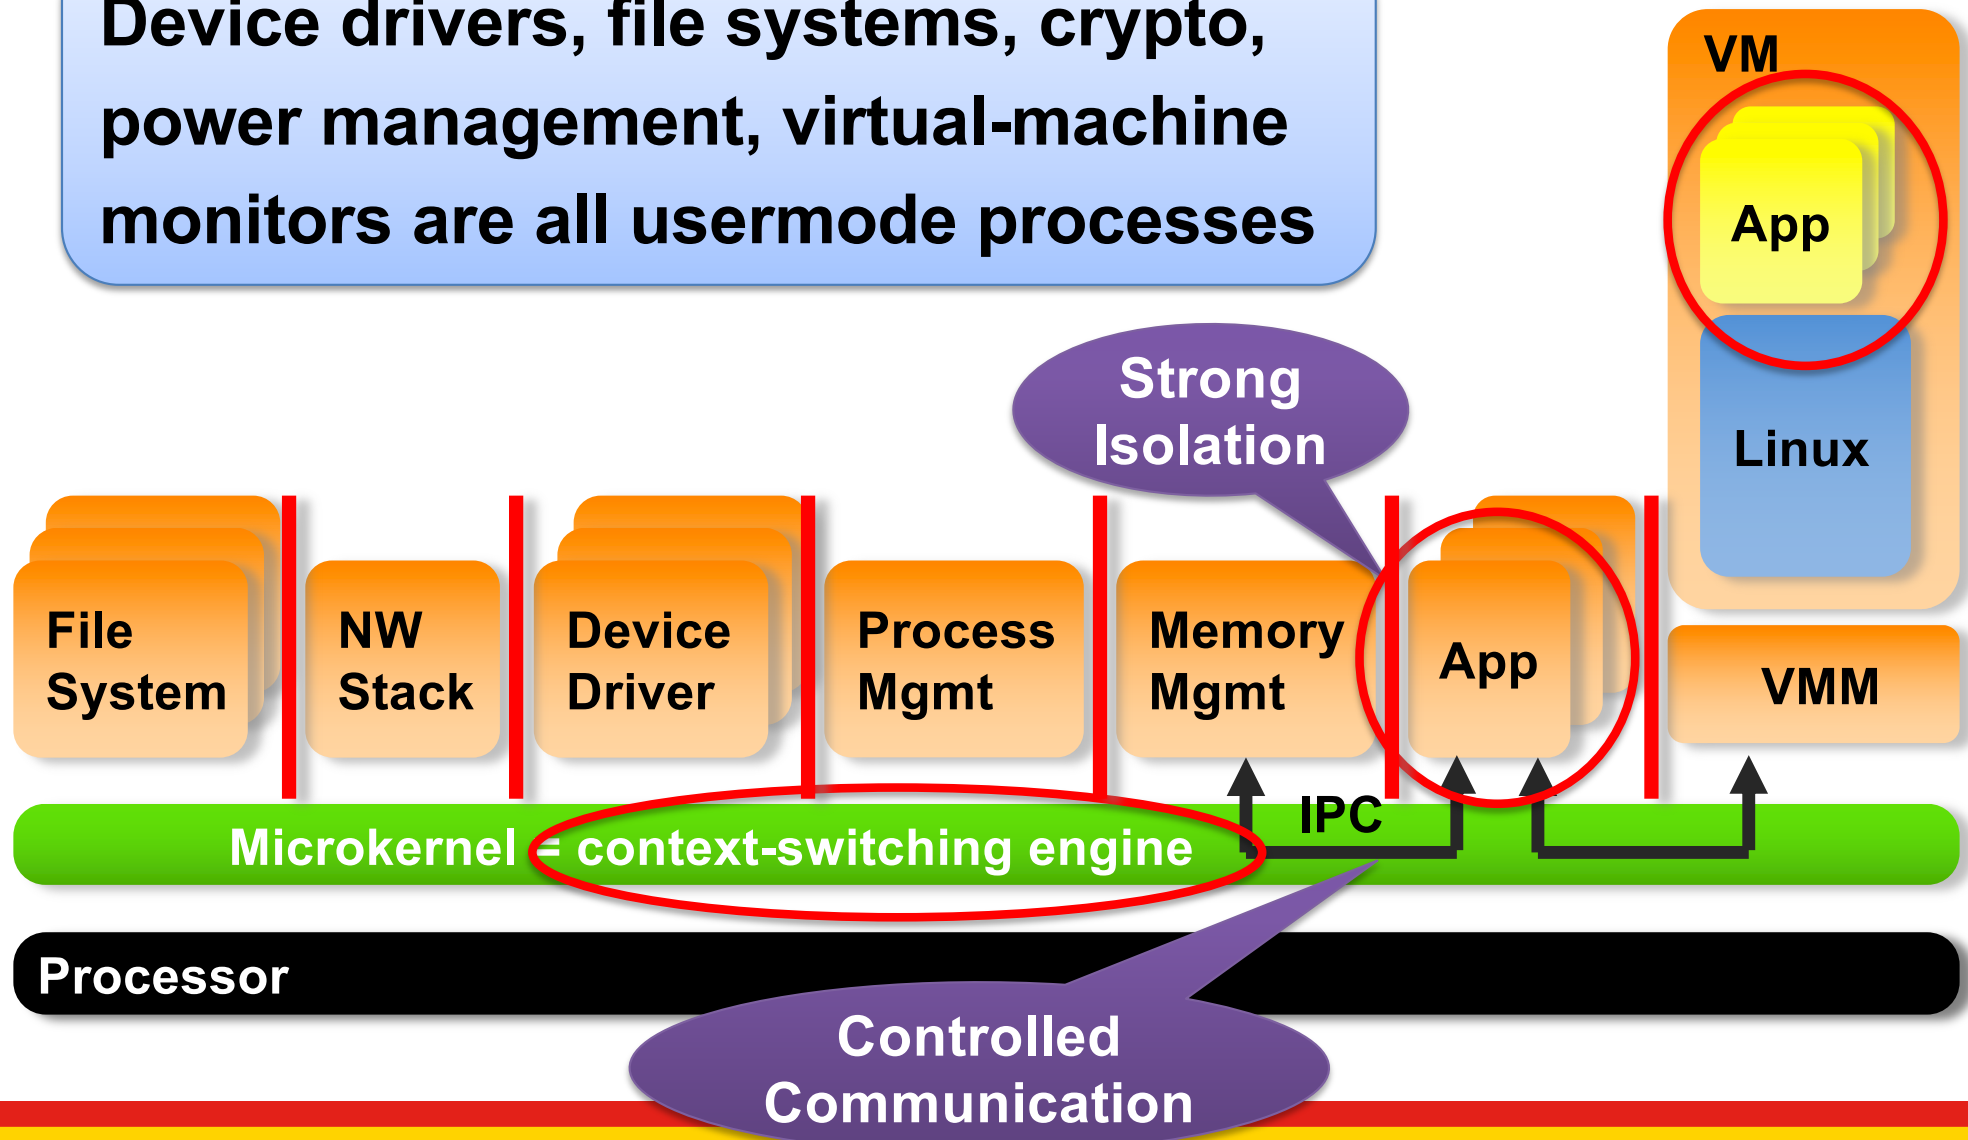 Device drivers, file systems, crypto,
power management, virtual-machine
monitors are all usermode processes
VM
App
Linux
Strong
Isolation
File
System
NW
Stack
Device
Driver
Process
Mgmt
Memory
Mgmt
App
VMM
IPC
Microkernel = context-switching engine
Processor
Controlled
Communication